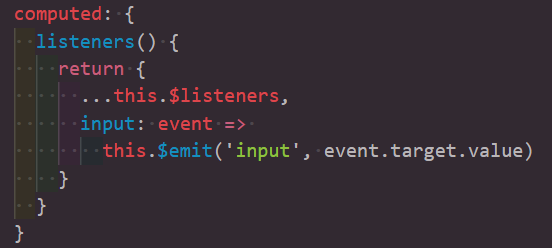 computed: {
  listeners() {
    return {
      ...this.$listeners,
      input: event =>
        this.$emit('input', event.target.value)
    }
  }
}